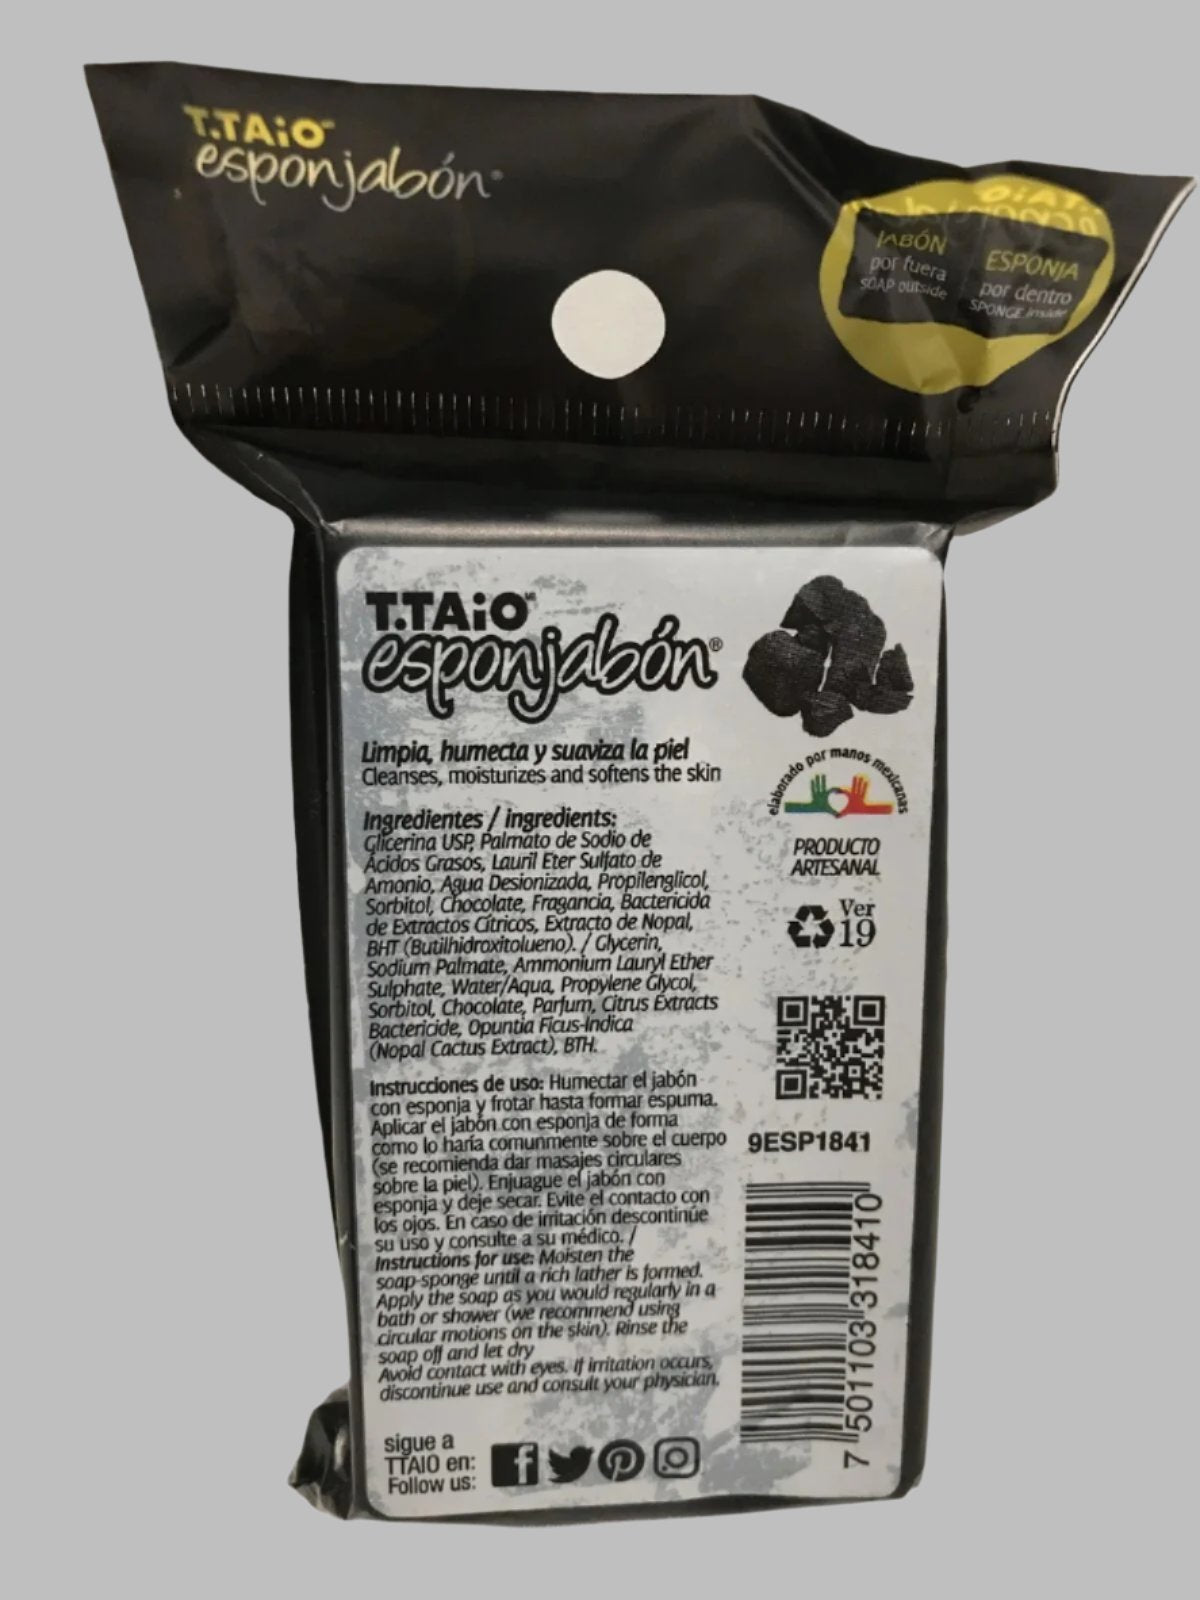 T.TAiO
esponjabón®
JABÓN
por fuera
SOAP outside
ESPONJA
por dentro
SPONGE inside
T.TAiO
esponjabón®
Limpia, humecta y suaviza la piel
Cleanses, moisturizes and softens the skin
Ingredientes / ingredients:
Glicerina USP, Palmato de Sodio de
Ácidos Grasos, Lauril Eter Sulfato de
Amonio, Agua Desionizada, Propilenglicol,
Sorbitol, Chocolate, Fragancia, Bactericida
de Extractos Cítricos, Extracto de Nopal,
BHT (Butilhidroxitolueno). / Glycerin,
Sodium Palmate, Ammonium Lauryl Ether
Sulphate, Water/Aqua, Propylene Glycol,
Sorbitol, Chocolate, Parfum, Citrus Extracts
Bactericide, Opuntia Ficus-Indica
(Nopal Cactus Extract), BTH.
Instrucciones de uso: Humectar el jabón
con esponja y frotar hasta formar espuma.
Aplicar el jabón con esponja de forma
como lo haría comunmente sobre el cuerpo
(se recomienda dar masajes circulares
sobre la piel). Enjuague el jabón con
esponja y deje secar. Evite el contacto con
los ojos. En caso de irritación descontinúe
su uso y consulte a su médico. /
Instructions for use: Moisten the
soap-sponge until a rich lather is formed.
Apply the soap as you would regularly in a
bath or shower (we recommend using
circular motions on the skin). Rinse the
soap off and let dry
Avoid contact with eyes. If irritation occurs,
discontinue use and consult your physician.
sigue a
TTAIO en:
Follow us:
elaborado por manos mexicanas
PRODUCTO
ARTESANAL
Ver
19
9ESP1841
7 501103 318410